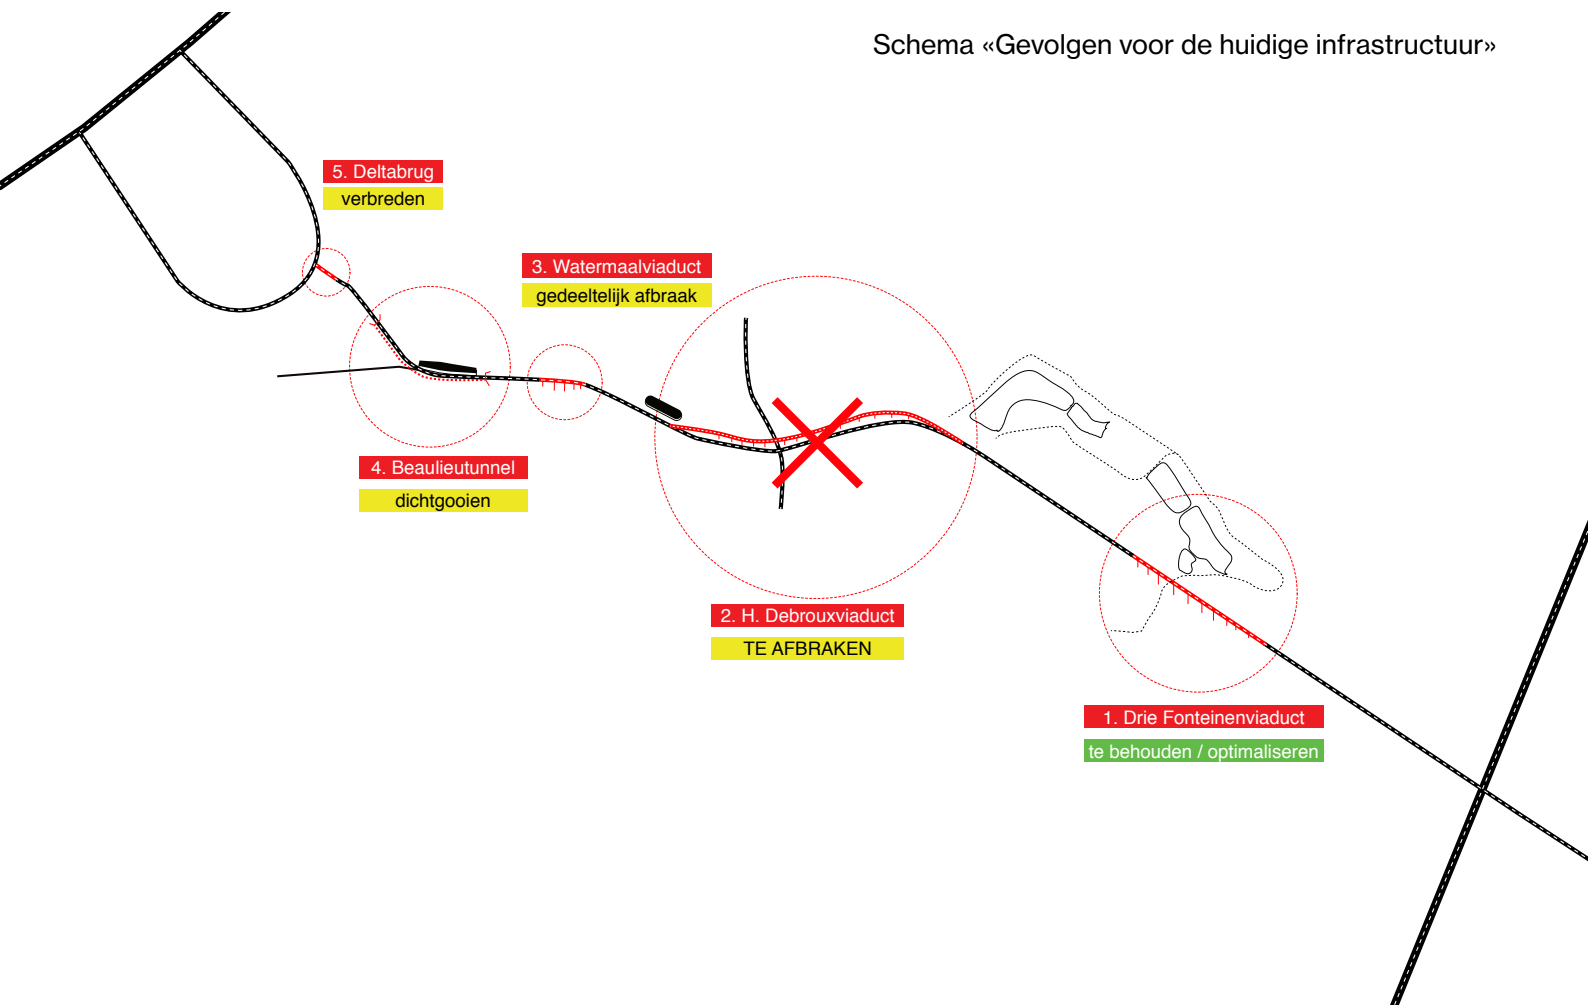 Schema «Gevolgen voor de huidige infrastructuur»
5. Deltabrug
verbreden
3. Watermaalviaduct
gedeeltelijk afbraak
4. Beaulieutunnel
dichtgooien
2. H. Debrouxviaduct
TE AFBRAKEN
1. Drie Fonteinenviaduct
te behouden / optimaliseren